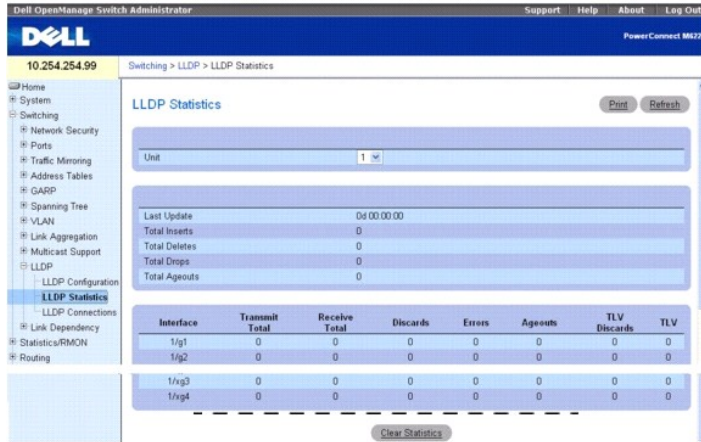 Dell OpenManage Switch Administrator Support Help About Log Out
DELL
PowerConnect M627
10.254.254.99
Switching > LLDP > LLDP Statistics
Home
System
Switching
Network Security
Ports
Traffic Mirroring
Address Tables
GARP
Spanning Tree
VLAN
Link Aggregation
Multicast Support
LLDP
LLDP Configuration
LLDP Statistics
LLDP Connections
Link Dependency
Statistics/RMON
Routing
LLDP Statistics
Print Refresh
Unit 1
Last Update 0d 00:00:00
Total Inserts 0
Total Deletes 0
Total Drops 0
Total Ageouts 0
Interface Transmit Total Receive Total Discards Errors Ageouts TLV Discards TLV
1/g1 0 0 0 0 0 0 0
1/g2 0 0 0 0 0 0 0
1/xg3 0 0 0 0 0 0 0
1/xg4 0 0 0 0 0 0 0
Clear Statistics